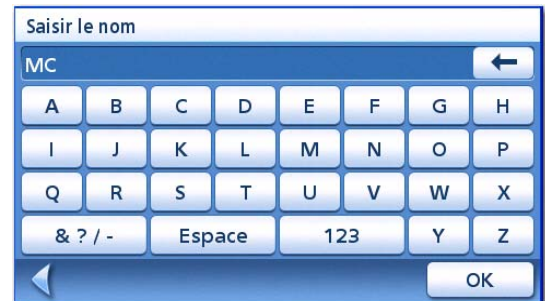 Saisir le nom
MC
A B C D E F G H
I J K L M N O P
Q R S T U V W X
& ? / - Espace 123 Y Z
OK